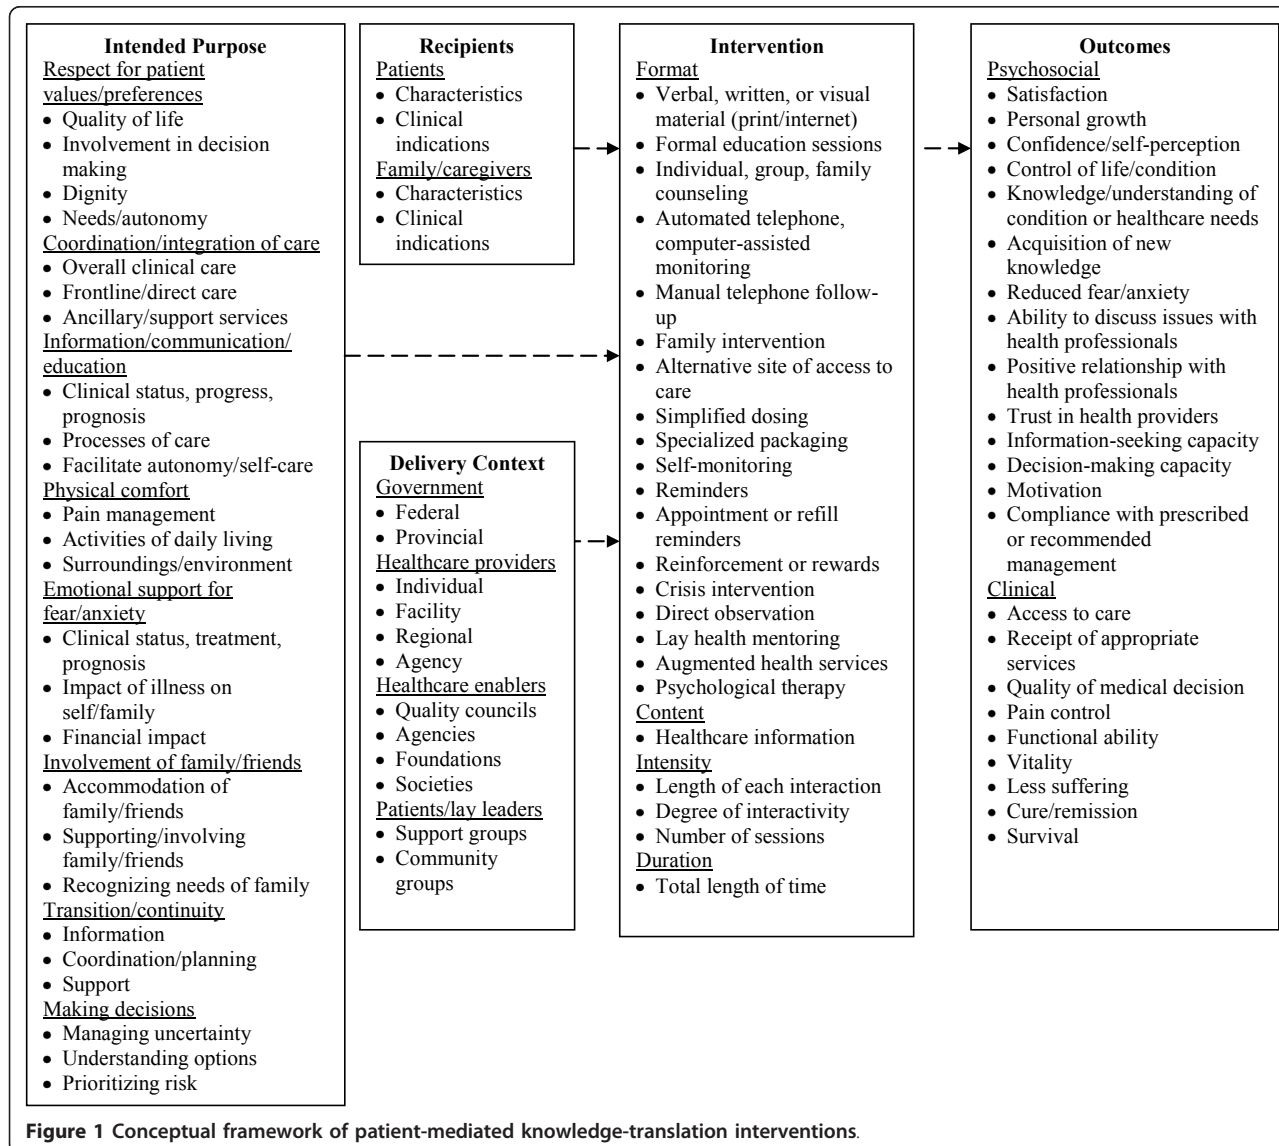 Intended Purpose
Respect for patient
values/preferences
• Quality of life
• Involvement in decision
making
• Dignity
• Needs/autonomy
Coordination/integration of care
• Overall clinical care
• Frontline/direct care
• Ancillary/support services
Information/communication/
education
• Clinical status, progress,
prognosis
• Processes of care
• Facilitate autonomy/self-care
Physical comfort
• Pain management
• Activities of daily living
• Surroundings/environment
Emotional support for
fear/anxiety
• Clinical status, treatment,
prognosis
• Impact of illness on
self/family
• Financial impact
Involvement of family/friends
• Accommodation of
family/friends
• Supporting/involving
family/friends
• Recognizing needs of family
Transition/continuity
• Information
• Coordination/planning
• Support
Making decisions
• Managing uncertainty
• Understanding options
• Prioritizing risk
Recipients
Patients
• Characteristics
• Clinical
indications
Family/caregivers
• Characteristics
• Clinical
indications
Delivery Context
Government
• Federal
• Provincial
Healthcare providers
• Individual
• Facility
• Regional
• Agency
Healthcare enablers
• Quality councils
• Agencies
• Foundations
• Societies
Patients/lay leaders
• Support groups
• Community
groups
Intervention
Format
• Verbal, written, or visual
material (print/internet)
• Formal education sessions
• Individual, group, family
counseling
• Automated telephone,
computer-assisted
monitoring
• Manual telephone follow-
up
• Family intervention
• Alternative site of access to
care
• Simplified dosing
• Specialized packaging
• Self-monitoring
• Reminders
• Appointment or refill
reminders
• Reinforcement or rewards
• Crisis intervention
• Direct observation
• Lay health mentoring
• Augmented health services
• Psychological therapy
Content
• Healthcare information
Intensity
• Length of each interaction
• Degree of interactivity
• Number of sessions
Duration
• Total length of time
Outcomes
Psychosocial
• Satisfaction
• Personal growth
• Confidence/self-perception
• Control of life/condition
• Knowledge/understanding of
condition or healthcare needs
• Acquisition of new
knowledge
• Reduced fear/anxiety
• Ability to discuss issues with
health professionals
• Positive relationship with
health professionals
• Trust in health providers
• Information-seeking capacity
• Decision-making capacity
• Motivation
• Compliance with prescribed
or recommended
management
Clinical
• Access to care
• Receipt of appropriate
services
• Quality of medical decision
• Pain control
• Functional ability
• Vitality
• Less suffering
• Cure/remission
• Survival
Figure 1 Conceptual framework of patient-mediated knowledge-translation interventions.